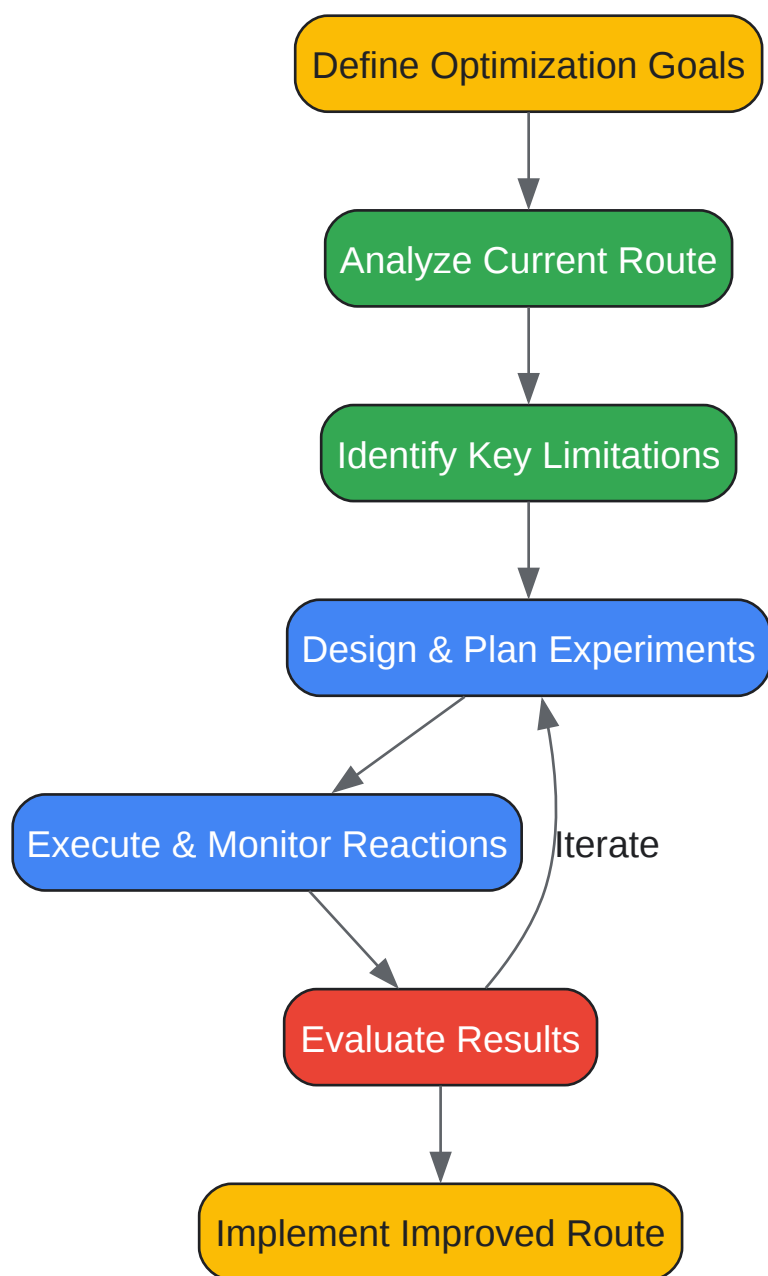 Define Optimization Goals
Analyze Current Route
Identify Key Limitations
Design & Plan Experiments
Execute & Monitor Reactions
Iterate
Evaluate Results
Implement Improved Route